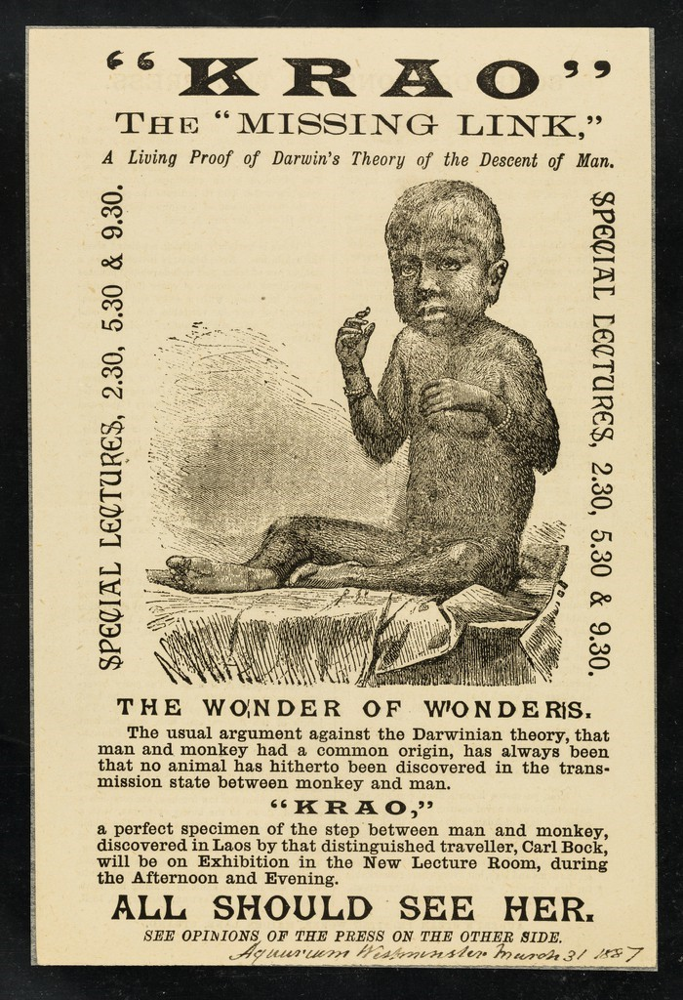 “KRAO”
THE “MISSING LINK,”
A Living Proof of Darwin's Theory of the Descent of Man.
SPECIAL LECTURES, 2.30, 5.30 & 9.30.
SPECIAL LECTURES, 2.30, 5.30 & 9.30.
THE WONDER OF WONDERS.
The usual argument against the Darwinian theory, that
man and monkey had a common origin, has always been
that no animal has hitherto been discovered in the trans-
mission state between monkey and man.
“KRAO,”
a perfect specimen of the step between man and monkey,
discovered in Laos by that distinguished traveller, Carl Bock,
will be on Exhibition in the New Lecture Room, during
the Afternoon and Evening.
ALL SHOULD SEE HER.
SEE OPINIONS OF THE PRESS ON THE OTHER SIDE.
Aquarium Westminster March 31 1887